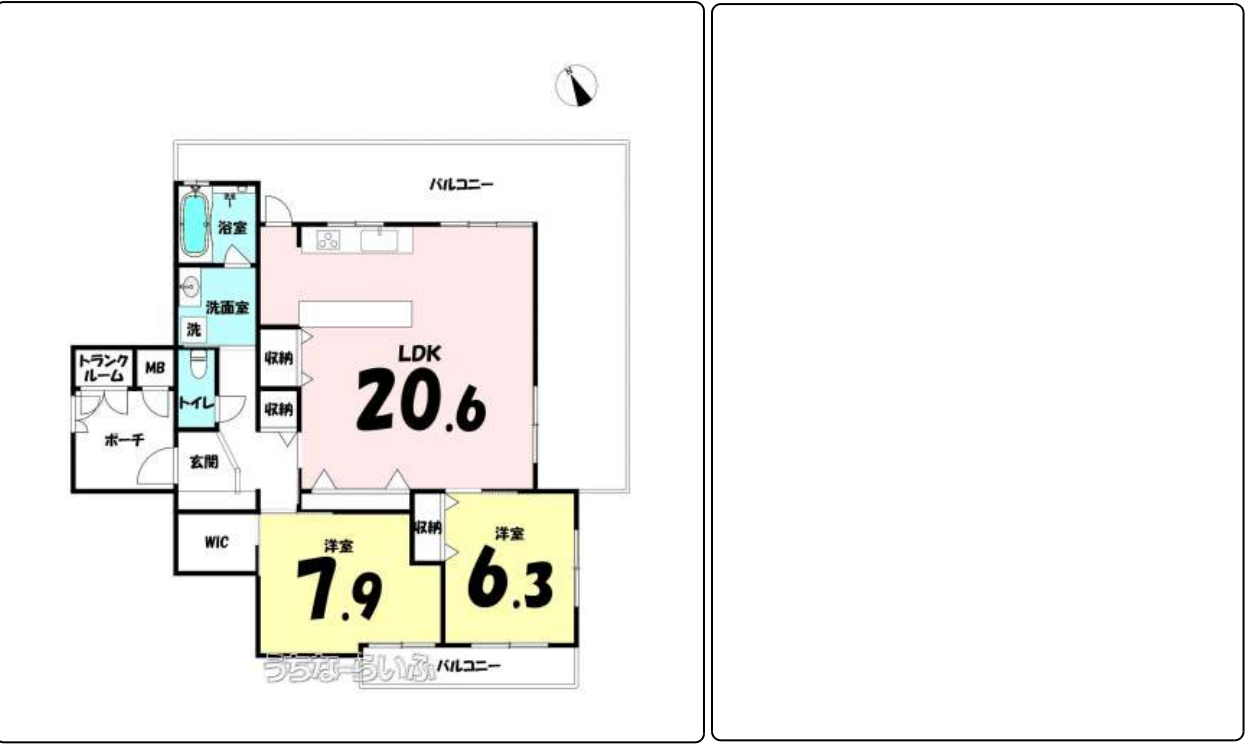 N
バルコニー
浴室
洗面室
洗
トランク
ルーム
MB
トイレ
収納
収納
LDK
20.6
ポーチ
玄関
WIC
洋室
7.9
収納
洋室
6.3
うちなーらいふ
バルコニー